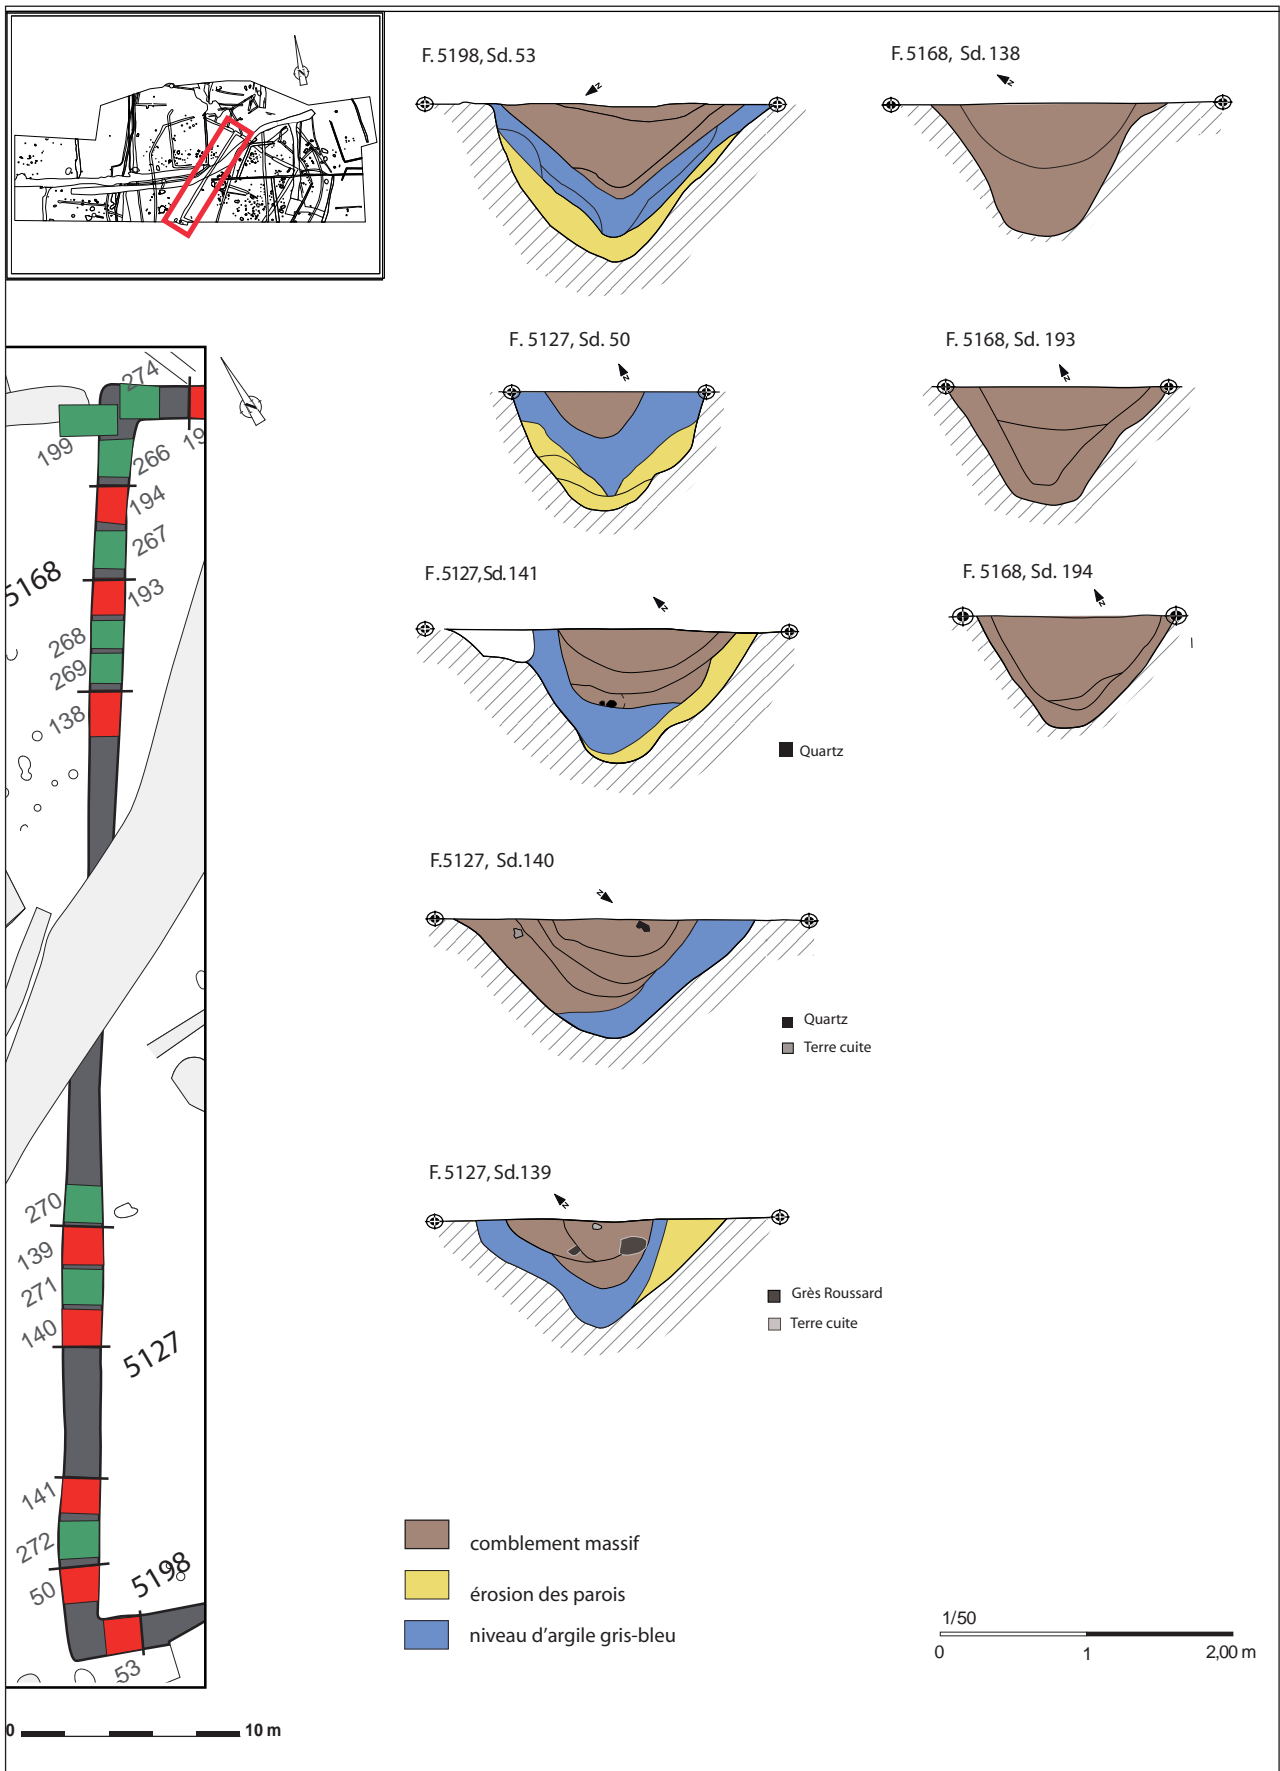 F. 5198, Sd. 53
F. 5168, Sd. 138
N
N
N
F. 5127, Sd. 50
F. 5168, Sd. 193
N
N
274
199
19
266
194
267
5168
193
268
269
138
F. 5127, Sd. 141
F. 5168, Sd. 194
N
N
Quartz
F.5127, Sd.140
N
Quartz
Terre cuite
F. 5127, Sd.139
N
Grès Roussard
Terre cuite
270
139
271
140
5127
141
272
50
5198
53
comblement massif
érosion des parois
niveau d'argile gris-bleu
1/50
0 1 2,00 m
0 10 m